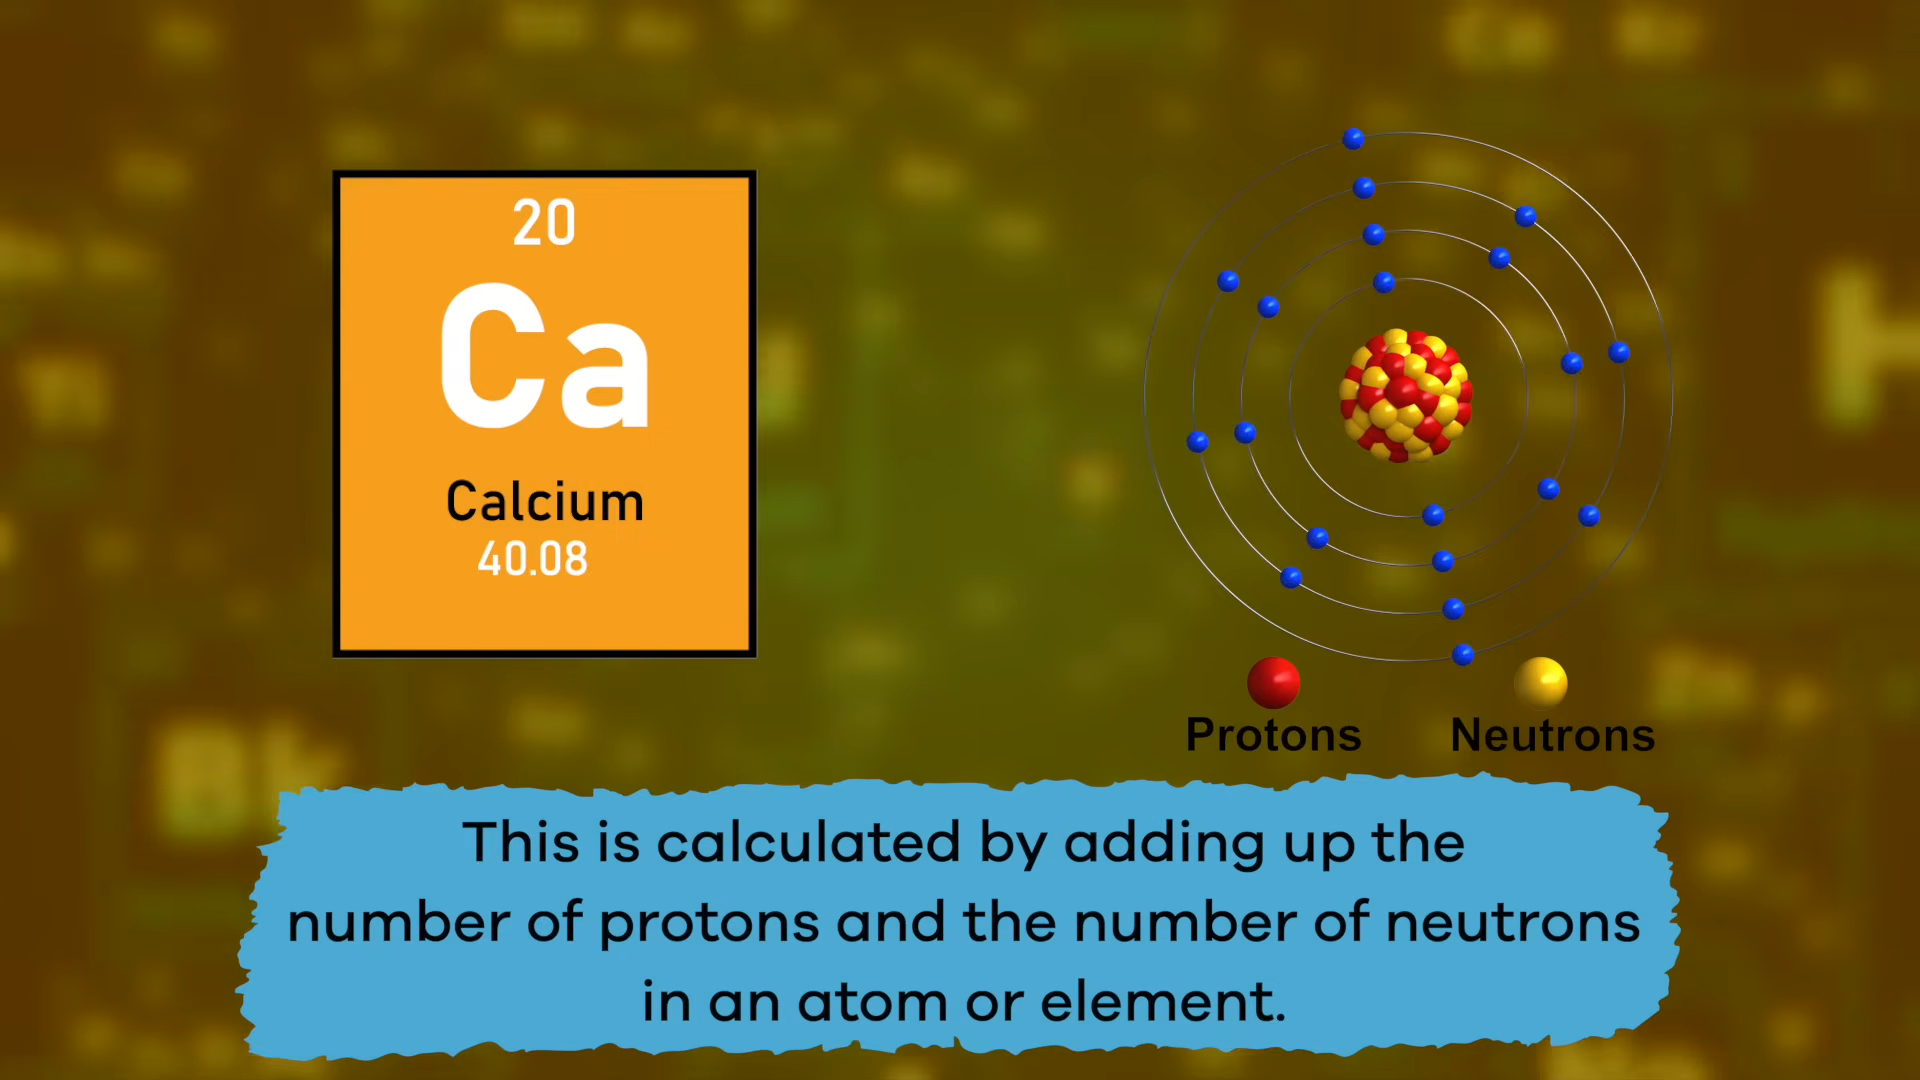 20
Ca
Calcium
40.08
Protons
Neutrons
This is calculated by adding up the
number of protons and the number of neutrons
in an atom or element.